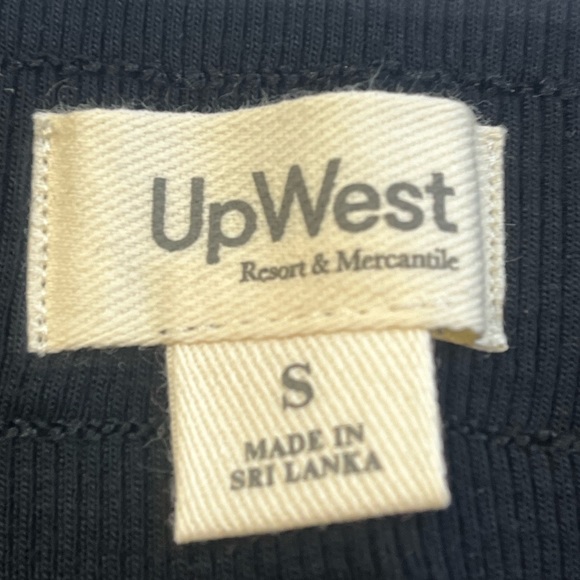 UpWest
Resort & Mercantile
S
MADE IN
SRI LANKA